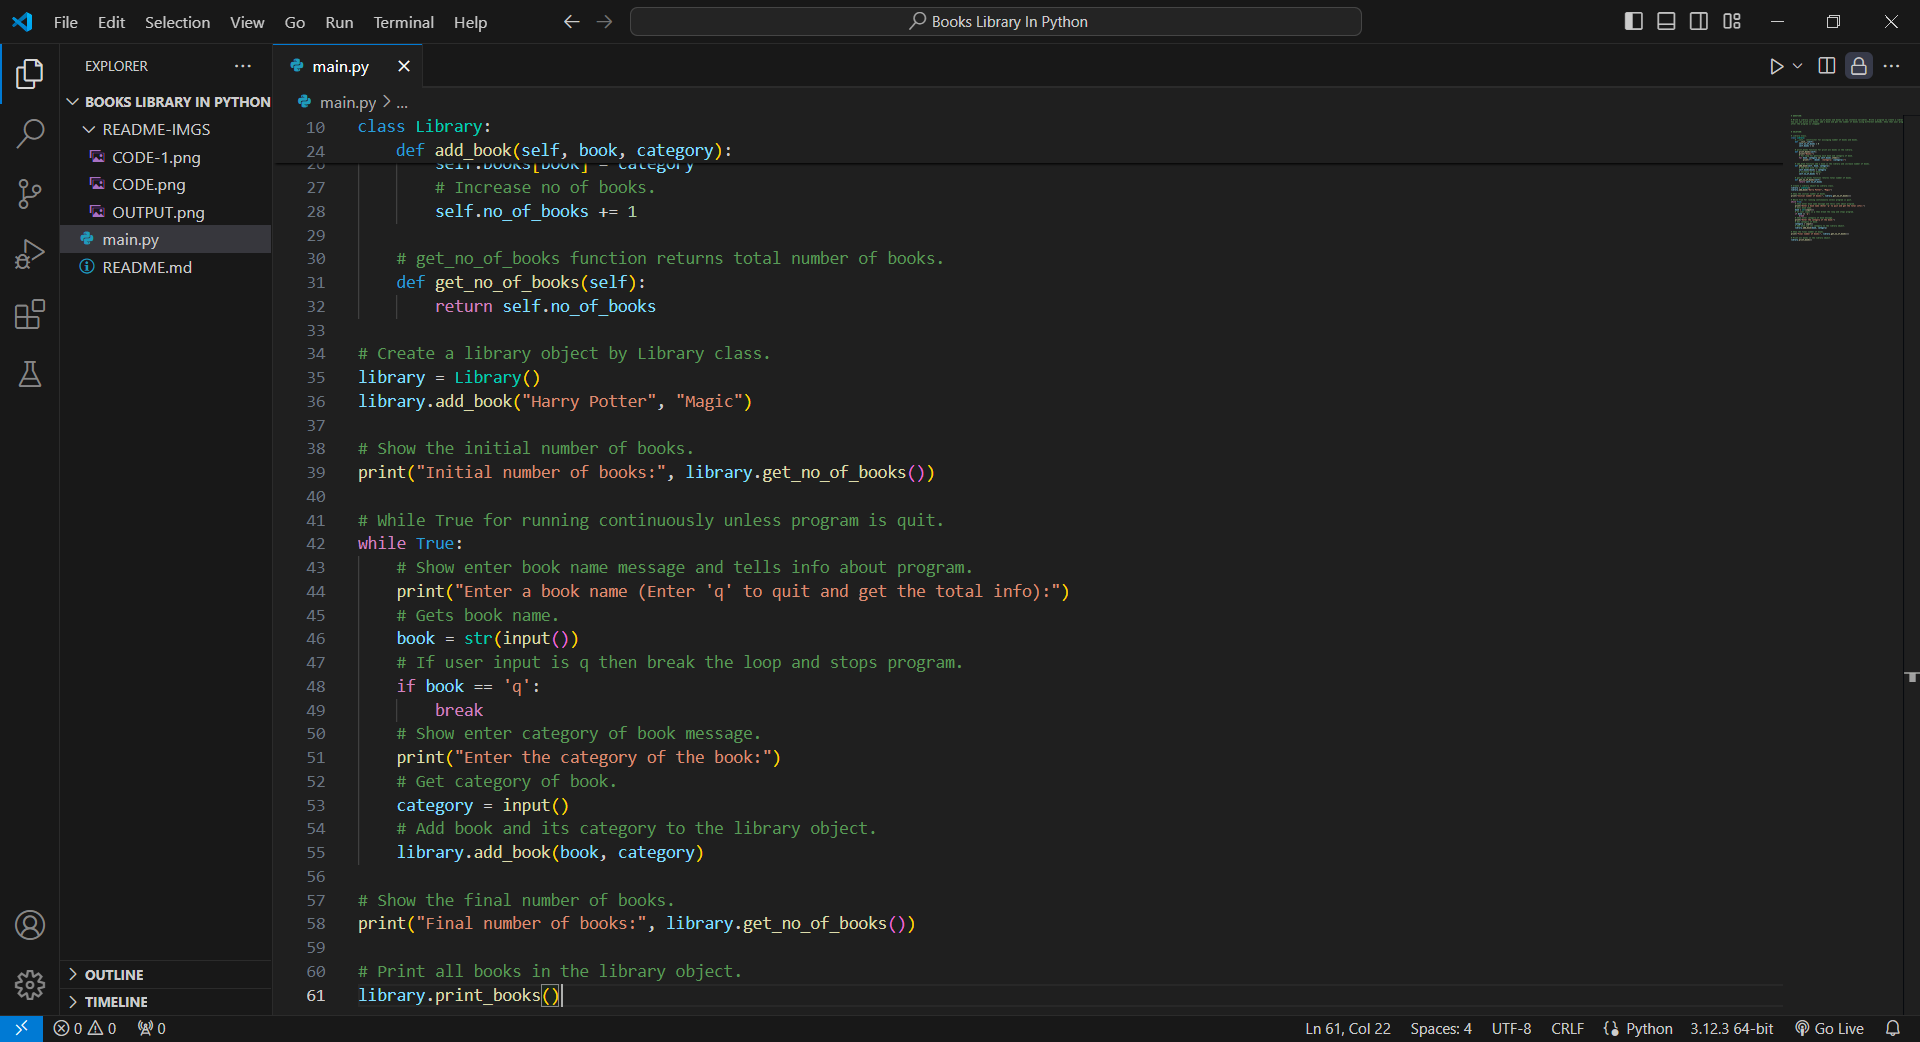 File Edit Selection View Go Run Terminal Help
Books Library In Python
EXPLORER
BOOKS LIBRARY IN PYTHON
README-IMGS
CODE-1.png
CODE.png
OUTPUT.png
main.py
README.md
OUTLINE
TIMELINE
main.py
main.py > ...
10 class Library:
24 def add_book(self, book, category):
26 self.books[book] = category
27 # Increase no of books.
28 self.no_of_books += 1
29
30 # get_no_of_books function returns total number of books.
31 def get_no_of_books(self):
32 return self.no_of_books
33
34 # Create a library object by Library class.
35 library = Library()
36 library.add_book("Harry Potter", "Magic")
37
38 # Show the initial number of books.
39 print("Initial number of books:", library.get_no_of_books())
40
41 # While True for running continuously unless program is quit.
42 while True:
43 # Show enter book name message and tells info about program.
44 print("Enter a book name (Enter 'q' to quit and get the total info):")
45 # Gets book name.
46 book = str(input())
47 # If user input is q then break the loop and stops program.
48 if book == 'q':
49 break
50 # Show enter category of book message.
51 print("Enter the category of the book:")
52 # Get category of book.
53 category = input()
54 # Add book and its category to the library object.
55 library.add_book(book, category)
56
57 # Show the final number of books.
58 print("Final number of books:", library.get_no_of_books())
59
60 # Print all books in the library object.
61 library.print_books()
0 0 0 Ln 61, Col 22 Spaces: 4 UTF-8 CRLF Python 3.12.3 64-bit Go Live